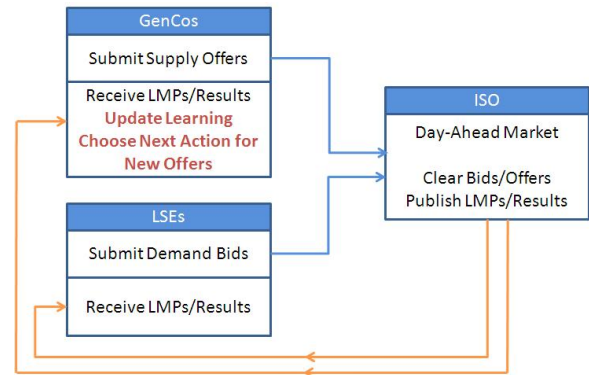 GenCos
Submit Supply Offers
Receive LMPs/Results
Update Learning
Choose Next Action for
New Offers
LSEs
Submit Demand Bids
Receive LMPs/Results
ISO
Day-Ahead Market
Clear Bids/Offers
Publish LMPs/Results